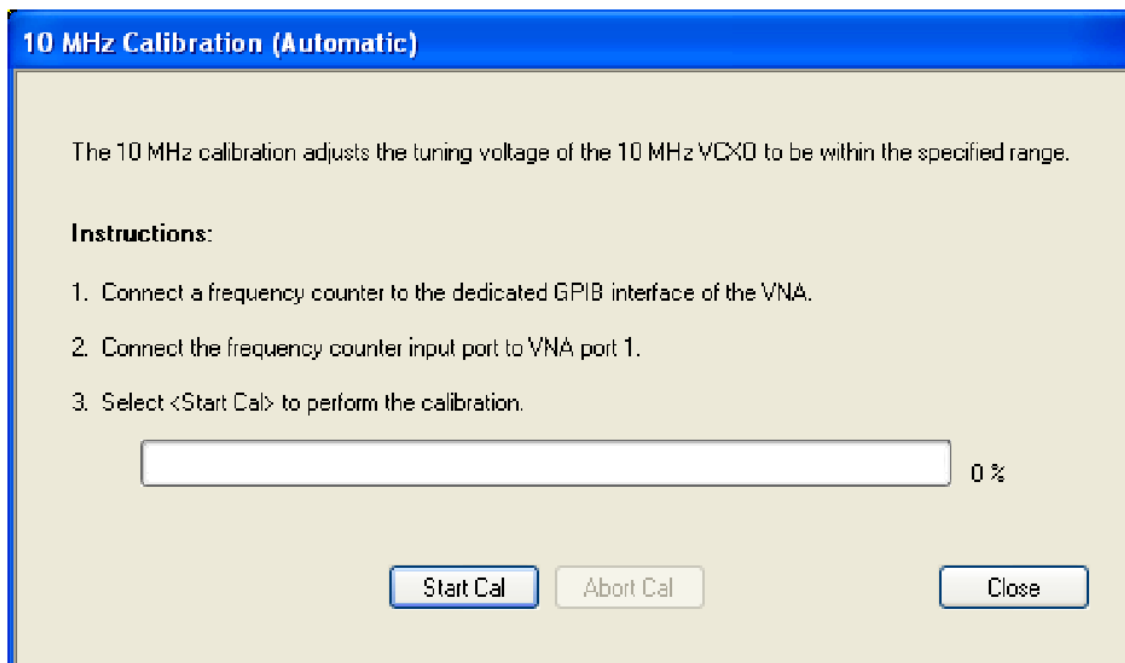 10 MHz Calibration (Automatic)
The 10 MHz calibration adjusts the tuning voltage of the 10 MHz VCXO to be within the specified range.
Instructions:
1. Connect a frequency counter to the dedicated GPIB interface of the VNA.
2. Connect the frequency counter input port to VNA port 1.
3. Select <Start Cal> to perform the calibration.
0 %
Start Cal
Abort Cal
Close